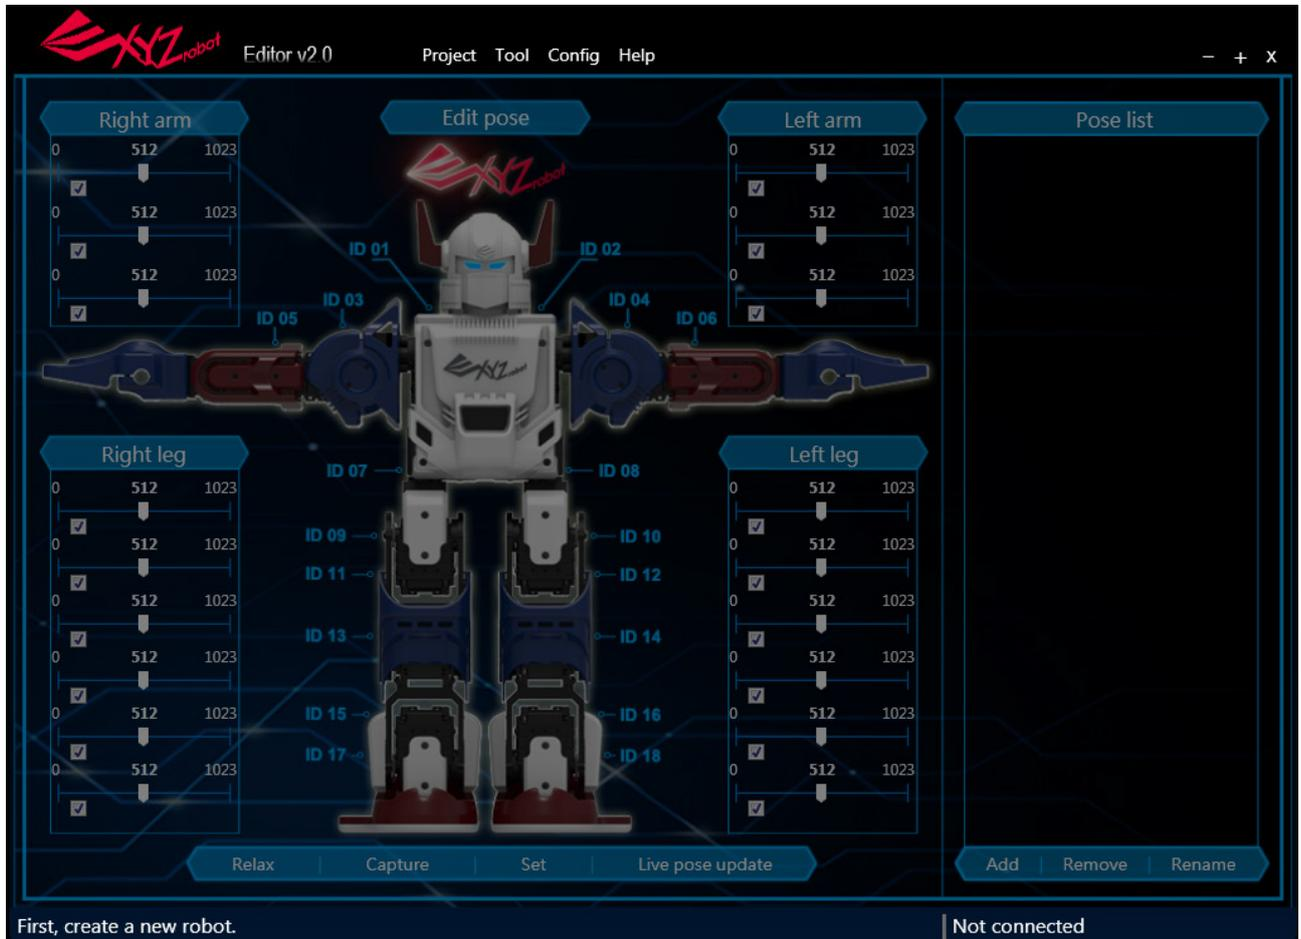 XYZrobot
Editor v2.0
Project Tool Config Help
− + X
Right arm
0 512 1023
0 512 1023
0 512 1023
Edit pose
XYZrobot
Left arm
0 512 1023
0 512 1023
0 512 1023
Pose list
ID 01 ID 02
ID 03 ID 04
ID 05 ID 06
XYZrobot
ID 07 ID 08
ID 09 ID 10
ID 11 ID 12
ID 13 ID 14
ID 15 ID 16
ID 17 ID 18
Right leg
0 512 1023
0 512 1023
0 512 1023
0 512 1023
0 512 1023
0 512 1023
Left leg
0 512 1023
0 512 1023
0 512 1023
0 512 1023
0 512 1023
0 512 1023
Relax Capture Set Live pose update
Add Remove Rename
First, create a new robot.
Not connected